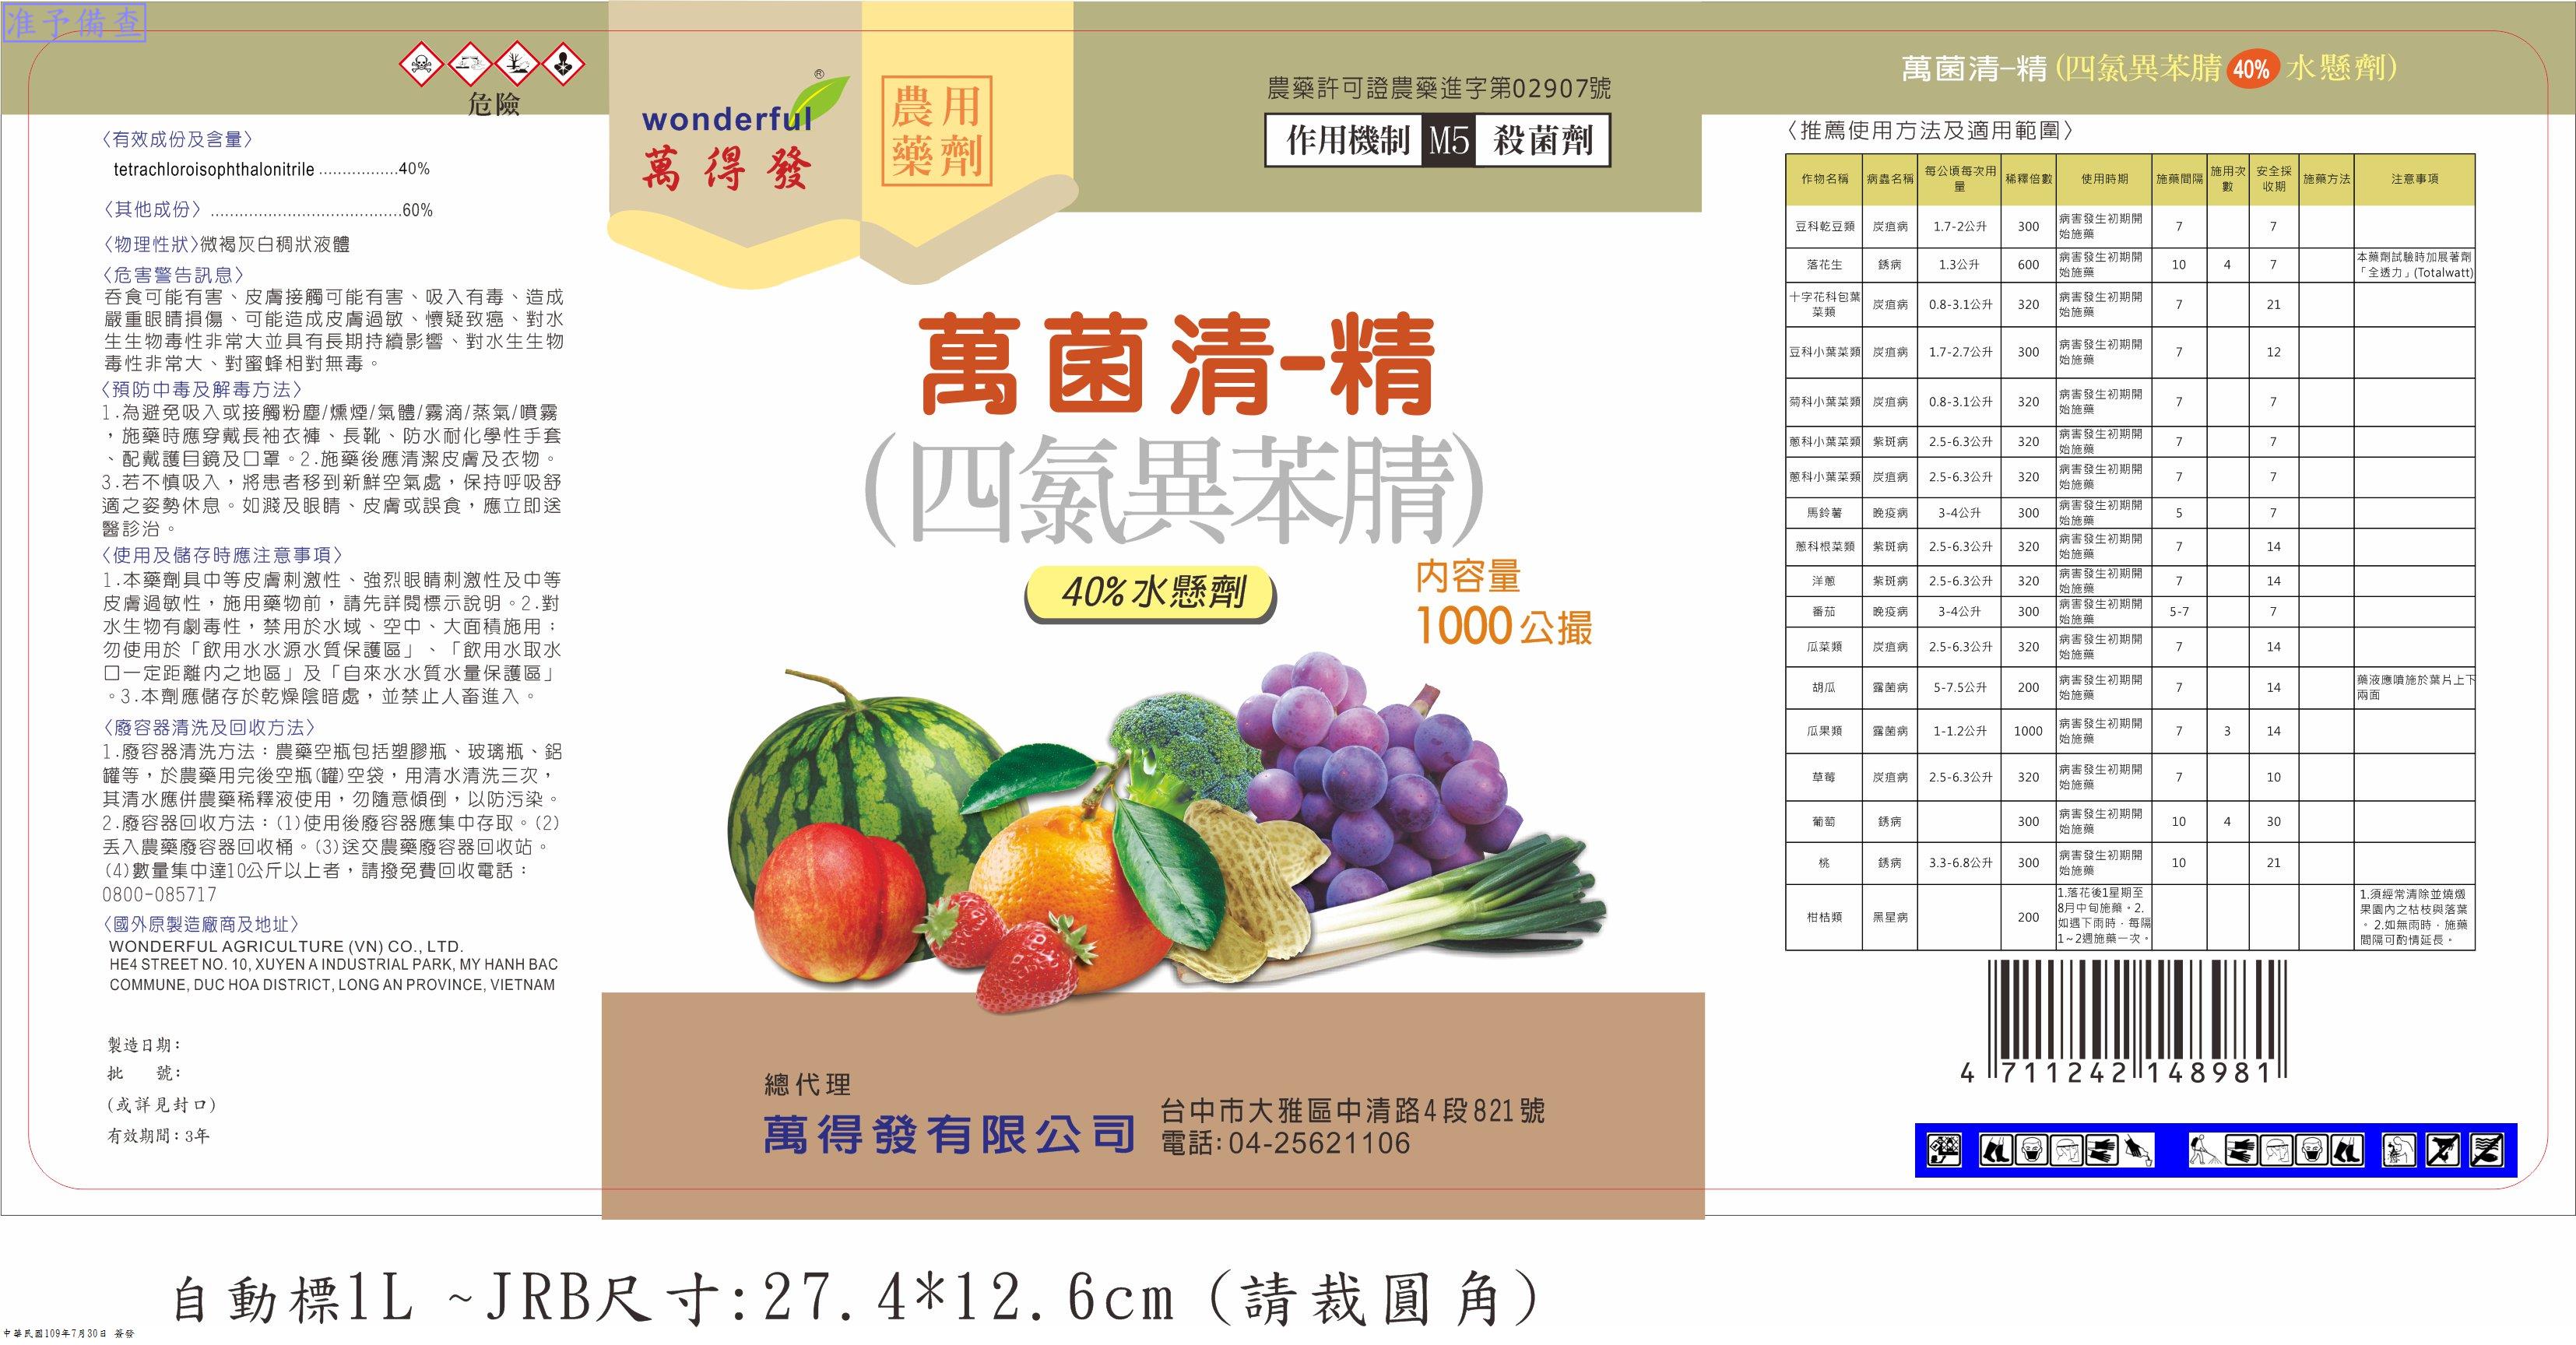 准予備查
危險
〈有效成份及含量〉
tetrachloroisophthalonitrile .................40%
〈其他成份〉........................................60%
〈物理性狀〉微褐灰白稠狀液體
〈危害警告訊息〉
吞食可能有害、皮膚接觸可能有害、吸入有毒、造成
嚴重眼睛損傷、可能造成皮膚過敏、懷疑致癌、對水
生生物毒性非常大並具有長期持續影響、對水生生物
毒性非常大、對蜜蜂相對無毒。
〈預防中毒及解毒方法〉
1.為避免吸入或接觸粉塵/燻煙/氣體/霧滴/蒸氣/噴霧
，施藥時應穿戴長袖衣褲、長靴、防水耐化學性手套
、配戴護目鏡及口罩。2.施藥後應清潔皮膚及衣物。
3.若不慎吸入，將患者移到新鮮空氣處，保持呼吸舒
適之姿勢休息。如濺及眼睛、皮膚或誤食，應立即送
醫診治。
〈使用及儲存時應注意事項〉
1.本藥劑具中等皮膚刺激性、強烈眼睛刺激性及中等
皮膚過敏性，施用藥物前，請先詳閱標示說明。2.對
水生物有劇毒性，禁用於水域、空中、大面積施用；
勿使用於「飲用水水源水質保護區」、「飲用水取水
口一定距離內之地區」及「自來水水質水量保護區」
。3.本劑應儲存於乾燥陰暗處，並禁止人畜進入。
〈廢容器清洗及回收方法〉
1.廢容器清洗方法：農藥空瓶包括塑膠瓶、玻璃瓶、鋁
罐等，於農藥用完後空瓶(罐)空袋，用清水清洗三次，
其清水應併農藥稀釋液使用，勿隨意傾倒，以防污染。
2.廢容器回收方法：(1)使用後廢容器應集中存取。(2)
丟入農藥廢容器回收桶。(3)送交農藥廢容器回收站。
(4)數量集中達10公斤以上者，請撥免費回收電話：
0800-085717
〈國外原製造廠商及地址〉
WONDERFUL AGRICULTURE (VN) CO., LTD.
HE4 STREET NO. 10, XUYEN A INDUSTRIAL PARK, MY HANH BAC
COMMUNE, DUC HOA DISTRICT, LONG AN PROVINCE, VIETNAM
製造日期:
批 號:
(或詳見封口)
有效期間:3年
wonderful®
萬得發
農用
藥劑
農藥許可證農藥進字第02907號
作用機制 M5 殺菌劑
萬菌清-精
(四氯異苯腈)
40%水懸劑
內容量
1000公撮
總代理
萬得發有限公司
台中市大雅區中清路4段821號
電話:04-25621106
萬菌清-精(四氯異苯腈40%水懸劑)
〈推薦使用方法及適用範圍〉
作物名稱 病蟲名稱 每公頃每次用量 稀釋倍數 使用時期 施藥間隔 施用次數 安全採收期 施藥方法 注意事項
豆科乾豆類 炭疽病 1.7-2公升 300 病害發生初期開始施藥 7 7
落花生 銹病 1.3公升 600 病害發生初期開始施藥 10 4 7 本藥劑試驗時加展著劑「全透力」(Totalwatt)
十字花科包葉菜類 炭疽病 0.8-3.1公升 320 病害發生初期開始施藥 7 21
豆科小葉菜類 炭疽病 1.7-2.7公升 300 病害發生初期開始施藥 7 12
菊科小葉菜類 炭疽病 0.8-3.1公升 320 病害發生初期開始施藥 7 7
蔥科小葉菜類 紫斑病 2.5-6.3公升 320 病害發生初期開始施藥 7 7
蔥科小葉菜類 炭疽病 2.5-6.3公升 320 病害發生初期開始施藥 7 7
馬鈴薯 晚疫病 3-4公升 300 病害發生初期開始施藥 5 7
蔥科根菜類 紫斑病 2.5-6.3公升 320 病害發生初期開始施藥 7 14
洋蔥 紫斑病 2.5-6.3公升 320 病害發生初期開始施藥 7 14
番茄 晚疫病 3-4公升 300 病害發生初期開始施藥 5-7 7
瓜菜類 炭疽病 2.5-6.3公升 320 病害發生初期開始施藥 7 14
胡瓜 露菌病 5-7.5公升 200 病害發生初期開始施藥 7 14 藥液應噴施於葉片上下兩面
瓜果類 露菌病 1-1.2公升 1000 病害發生初期開始施藥 7 3 14
草莓 炭疽病 2.5-6.3公升 320 病害發生初期開始施藥 7 10
葡萄 銹病 300 病害發生初期開始施藥 10 4 30
桃 銹病 3.3-6.8公升 300 病害發生初期開始施藥 10 21
柑桔類 黑星病 200 1.落花後1星期至8月中旬施藥。2.如遇下雨時，每隔1~2週施藥一次。 1.須經常清除並燒燬果園內之枯枝與落葉。2.如無雨時，施藥間隔可酌情延長。
4 711242 148981
自動標1L ~JRB尺寸:27.4*12.6cm (請裁圓角)
中華民國109年7月30日 簽發